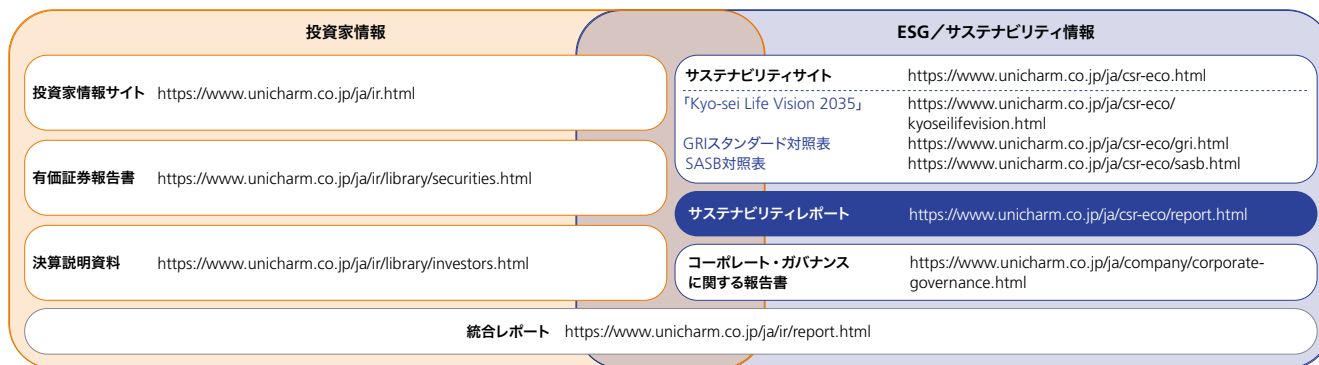 投資家情報
投資家情報サイト https://www.unicharm.co.jp/ja/ir.html
有価証券報告書 https://www.unicharm.co.jp/ja/ir/library/securities.html
決算説明資料 https://www.unicharm.co.jp/ja/ir/library/investors.html
ESG／サステナビリティ情報
サステナビリティサイト https://www.unicharm.co.jp/ja/csr-eco.html
「Kyo-sei Life Vision 2035」 https://www.unicharm.co.jp/ja/csr-eco/
kyoseilifevision.html
GRIスタンダード対照表 https://www.unicharm.co.jp/ja/csr-eco/gri.html
SASB対照表 https://www.unicharm.co.jp/ja/csr-eco/sasb.html
サステナビリティレポート https://www.unicharm.co.jp/ja/csr-eco/report.html
コーポレート・ガバナンス https://www.unicharm.co.jp/ja/company/corporate-
に関する報告書 governance.html
統合レポート https://www.unicharm.co.jp/ja/ir/report.html